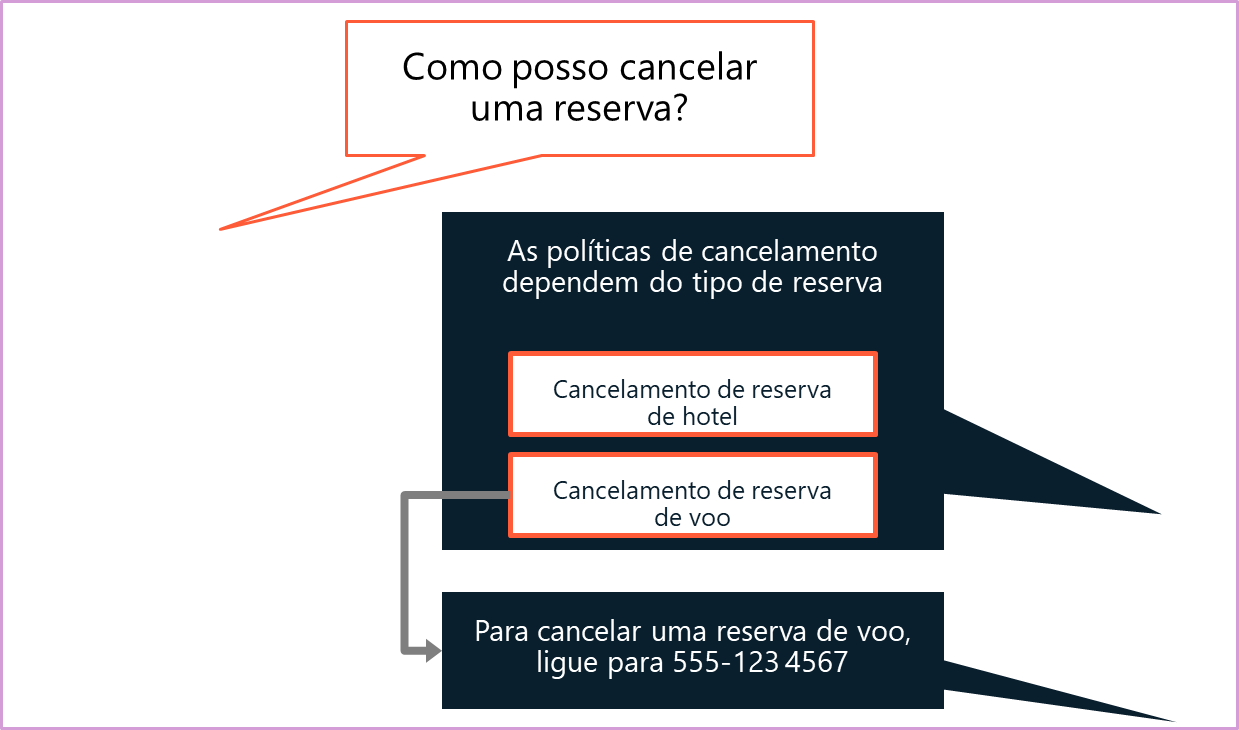 Como posso cancelar
uma reserva?
As políticas de cancelamento
dependem do tipo de reserva
Cancelamento de reserva
de hotel
Cancelamento de reserva
de voo
Para cancelar uma reserva de voo,
ligue para 555-123 4567